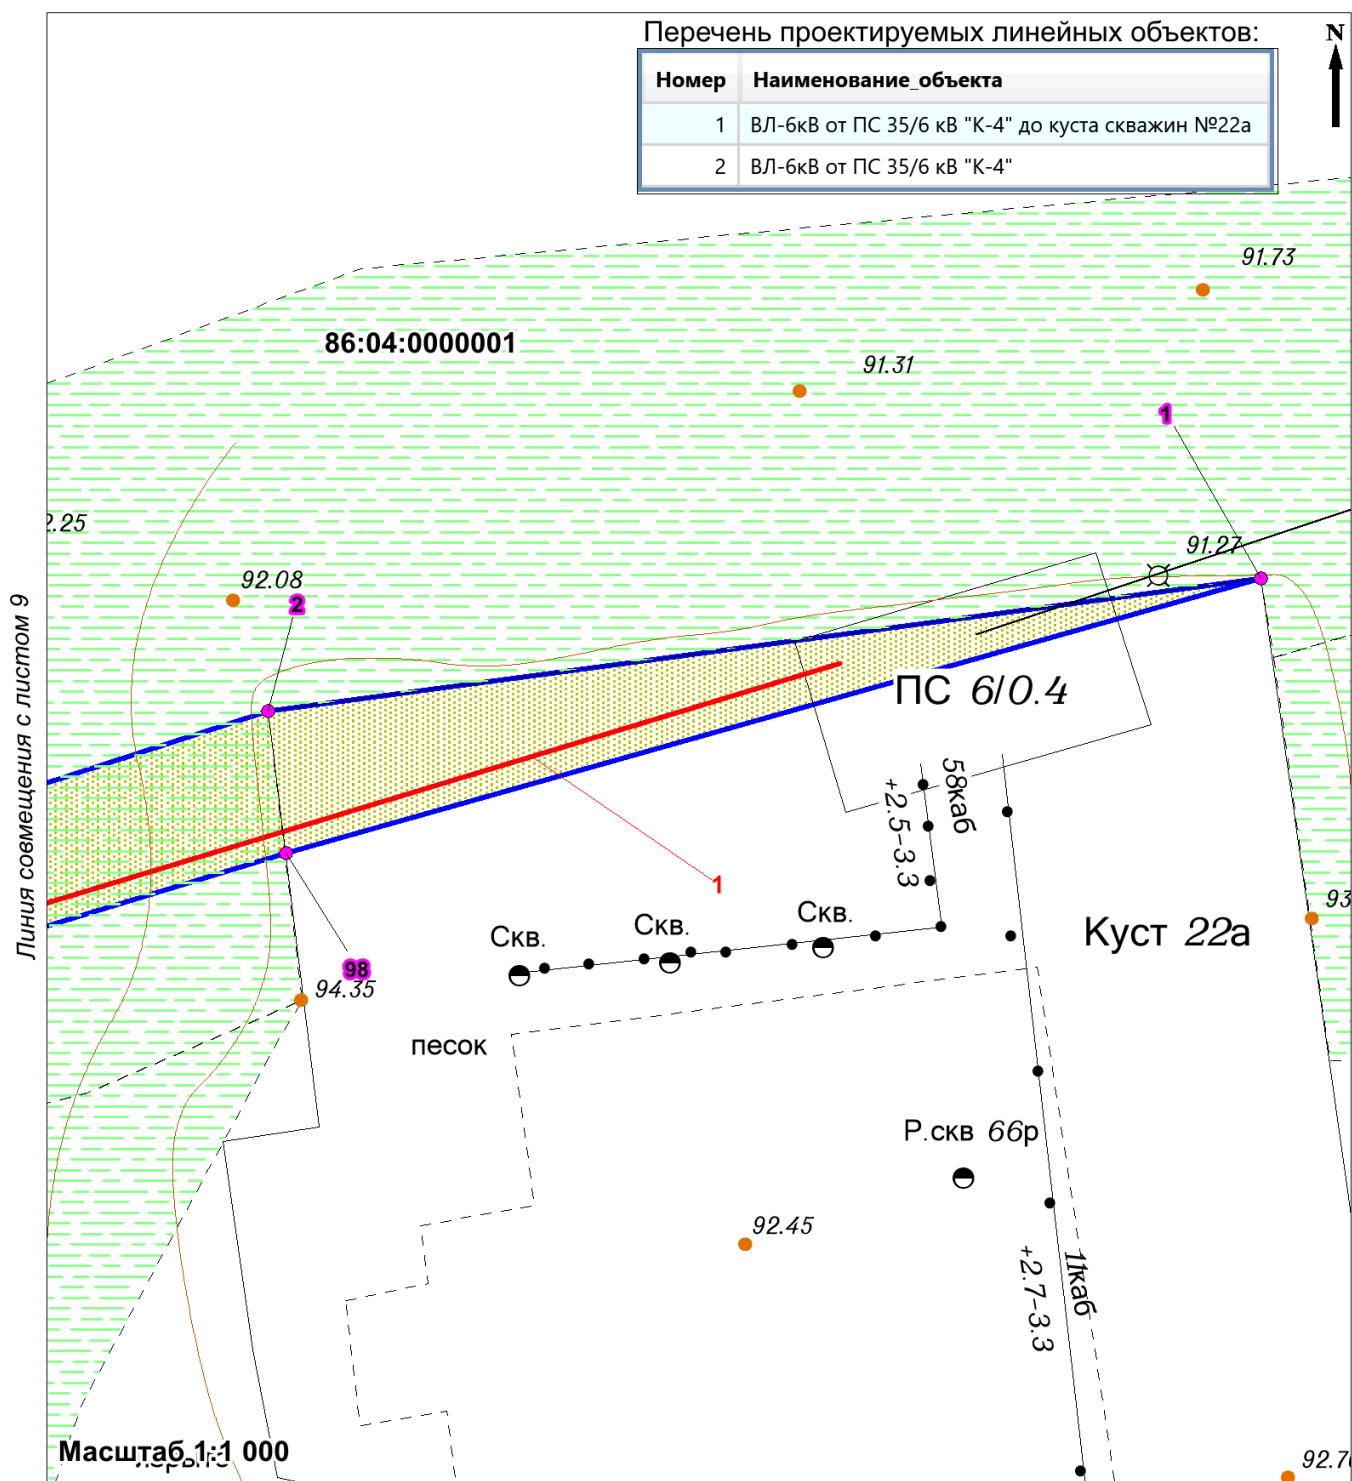 Перечень проектируемых линейных объектов:
N
Номер Наименование_объекта
1 ВЛ-6кВ от ПС 35/6 кВ "К-4" до куста скважин №22а
2 ВЛ-6кВ от ПС 35/6 кВ "К-4"
91.73
86:04:0000001
91.31
1
2.25
91.27
92.08
2
Линия совмещения с листом 9
ПС 6/0.4
58каб
+2.5-3.3
1
93
Скв.
Скв.
Скв.
Куст 22а
98
94.35
песок
Р.скв 66р
92.45
11каб
+2.7-3.3
Масштаб 1:1 000
92.7